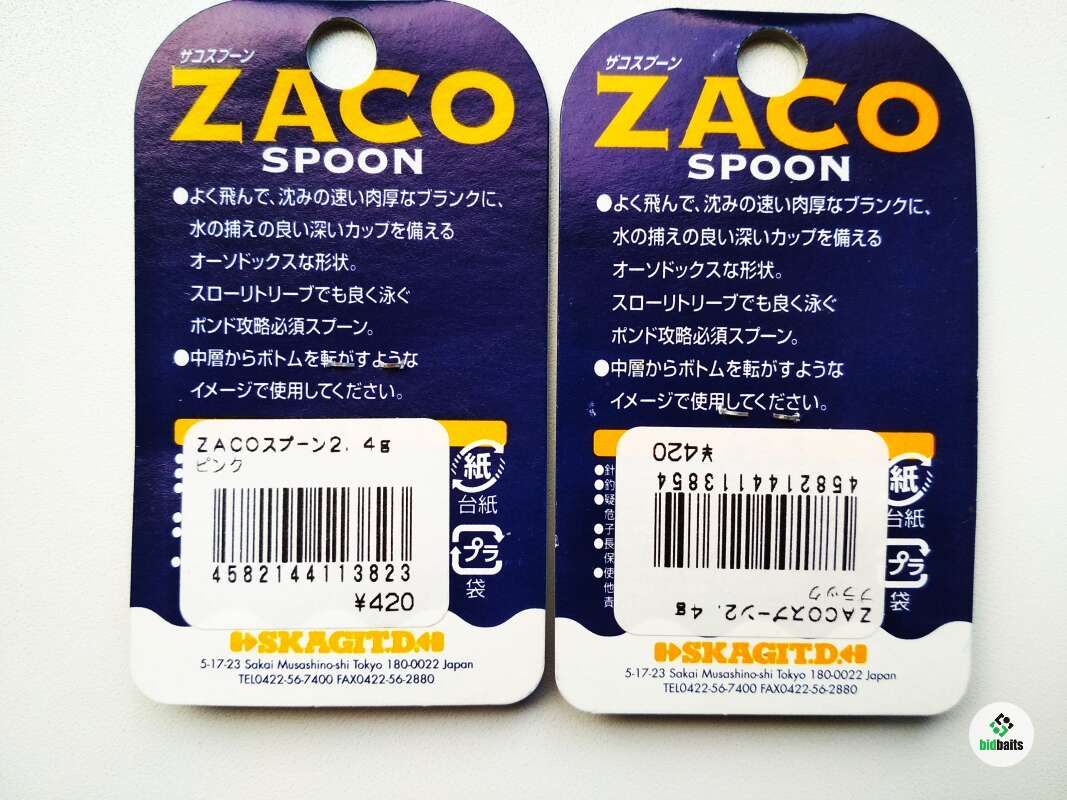 ザコスプーン
ZACO
SPOON
●よく飛んで、沈みの速い肉厚なブランクに、
水の捕えの良い深いカップを備える
オーソドックスな形状。
スローリトリーブでも良く泳ぐ
ポンド攻略必須スプーン。
●中層からボトムを転がすような
イメージで使用してください。
ZACOスプーン2.4g
ピンク
4582144113823
¥420
紙
台紙
プラ
袋
SKAGIT.D.
5-17-23 Sakai Musashino-shi Tokyo 180-0022 Japan
TEL0422-56-7400 FAX0422-56-2880
ザコスプーン
ZACO
SPOON
●よく飛んで、沈みの速い肉厚なブランクに、
水の捕えの良い深いカップを備える
オーソドックスな形状。
スローリトリーブでも良く泳ぐ
ポンド攻略必須スプーン。
●中層からボトムを転がすような
イメージで使用してください。
ZACOスプーン2.4g
ブラック
4582144113854
¥420
●針
●釣
●疑
危
●子
●長
保
●使
他
責
紙
台紙
プラ
袋
SKAGIT.D.
5-17-23 Sakai Musashino-shi Tokyo 180-0022 Japan
TEL0422-56-7400 FAX0422-56-2880
bidbaits